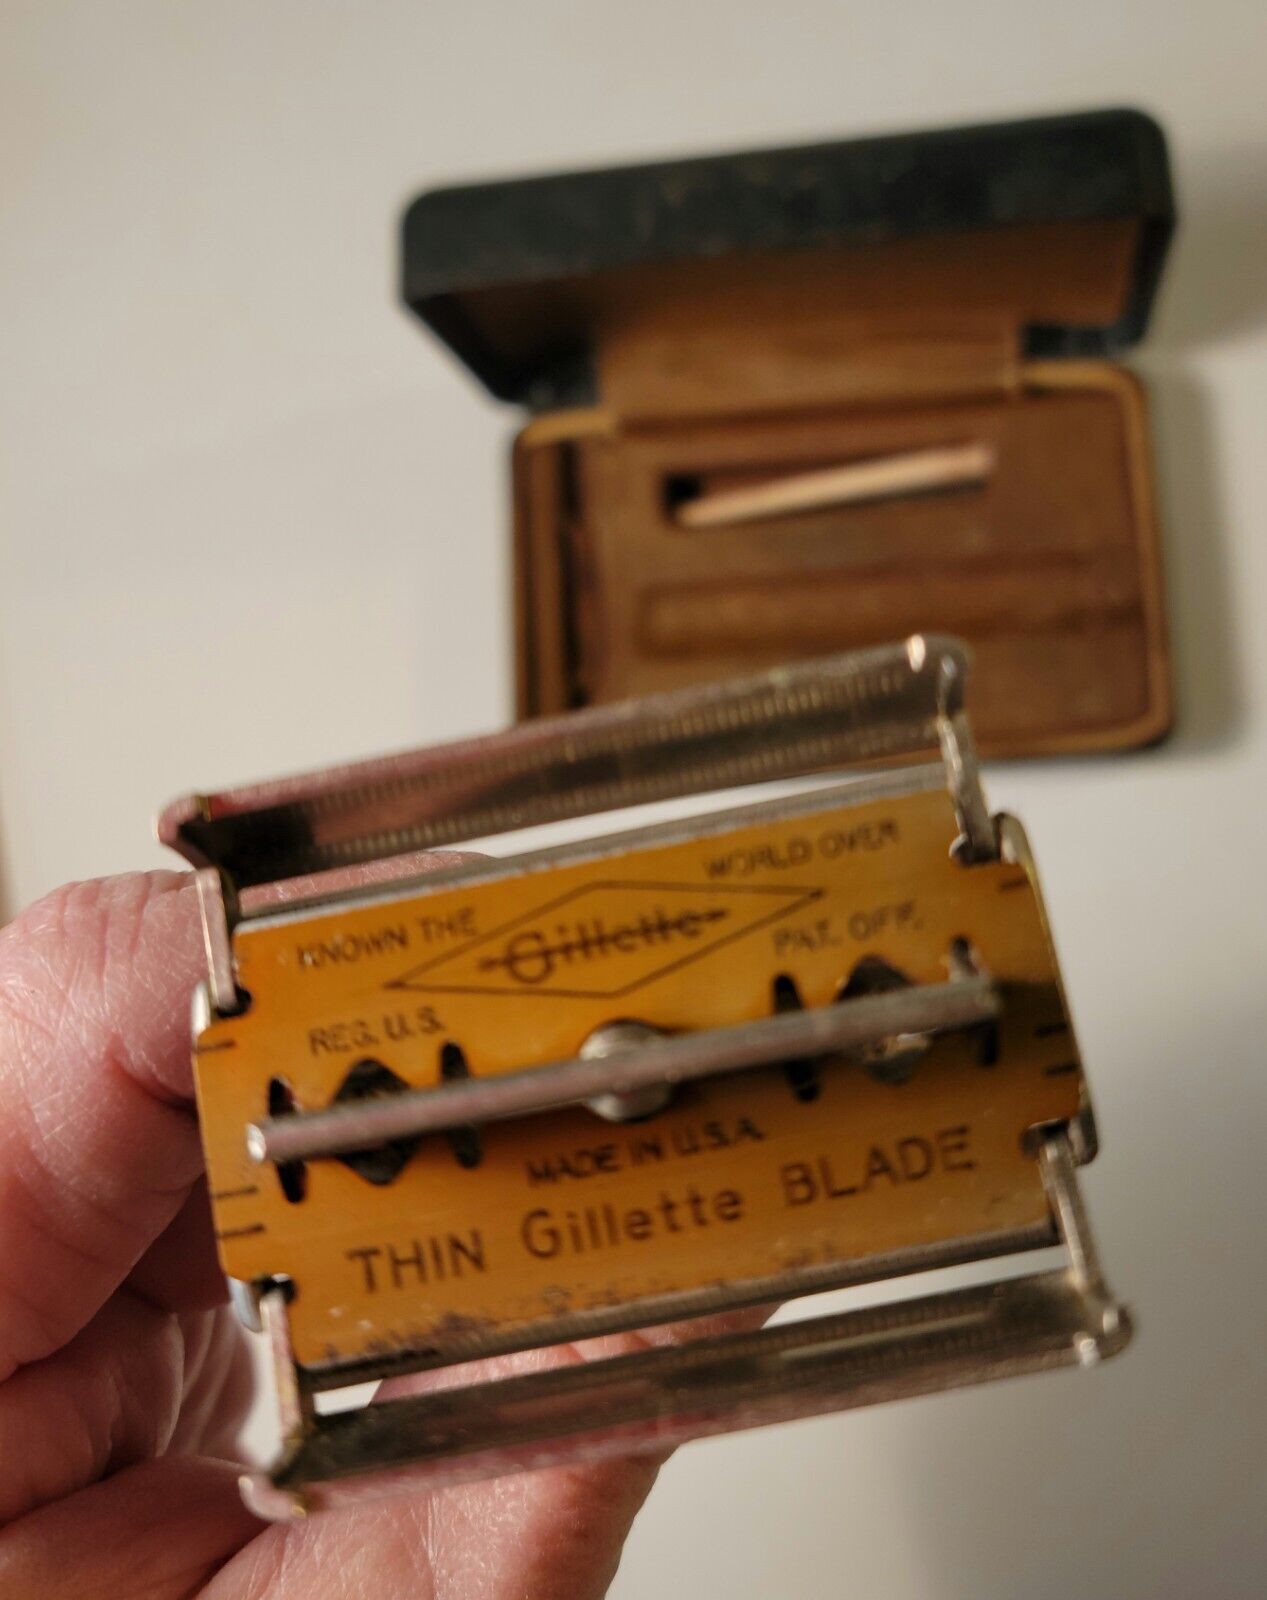 KNOWN THE Gillette WORLD OVER
REG. U.S. PAT. OFF.
MADE IN U.S.A.
THIN Gillette BLADE